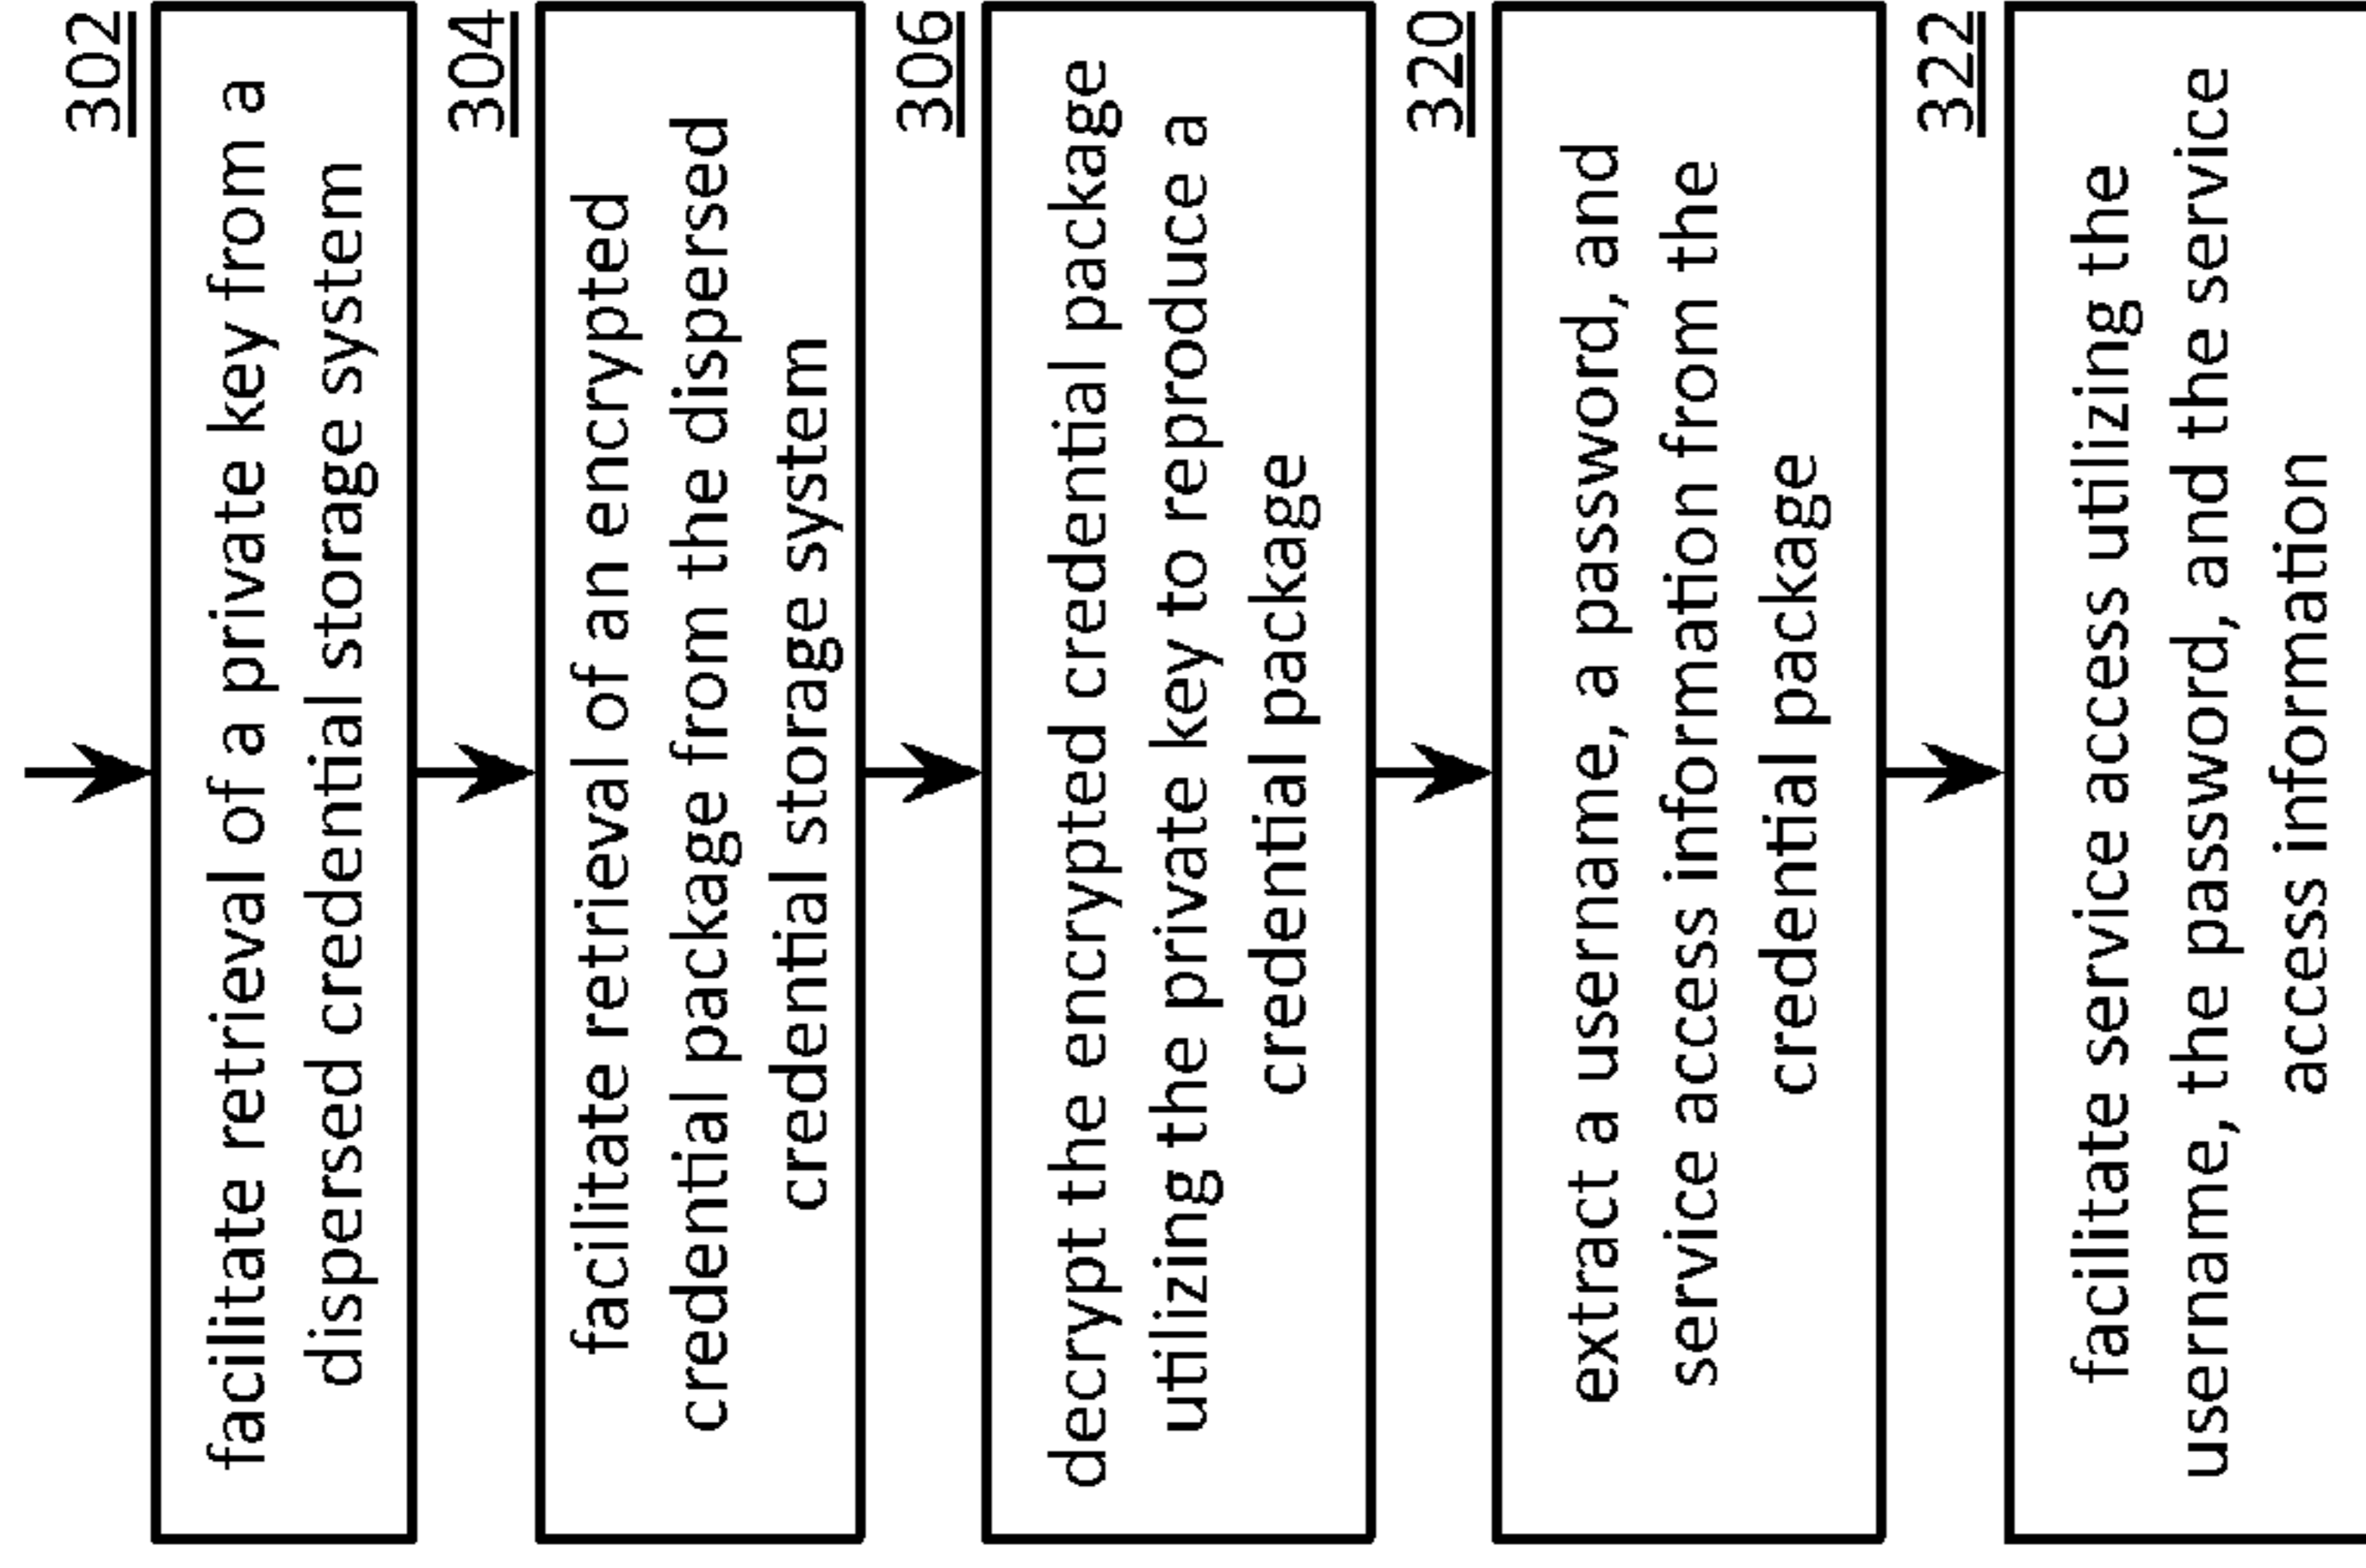 302
facilitate retrieval of a private key from a
dispersed credential storage system
304
facilitate retrieval of an encrypted
credential package from the dispersed
credential storage system
306
decrypt the encrypted credential package
utilizing the private key to reproduce a
credential package
320
extract a username, a password, and
service access information from the
credential package
322
facilitate service access utilizing the
username, the password, and the service
access information